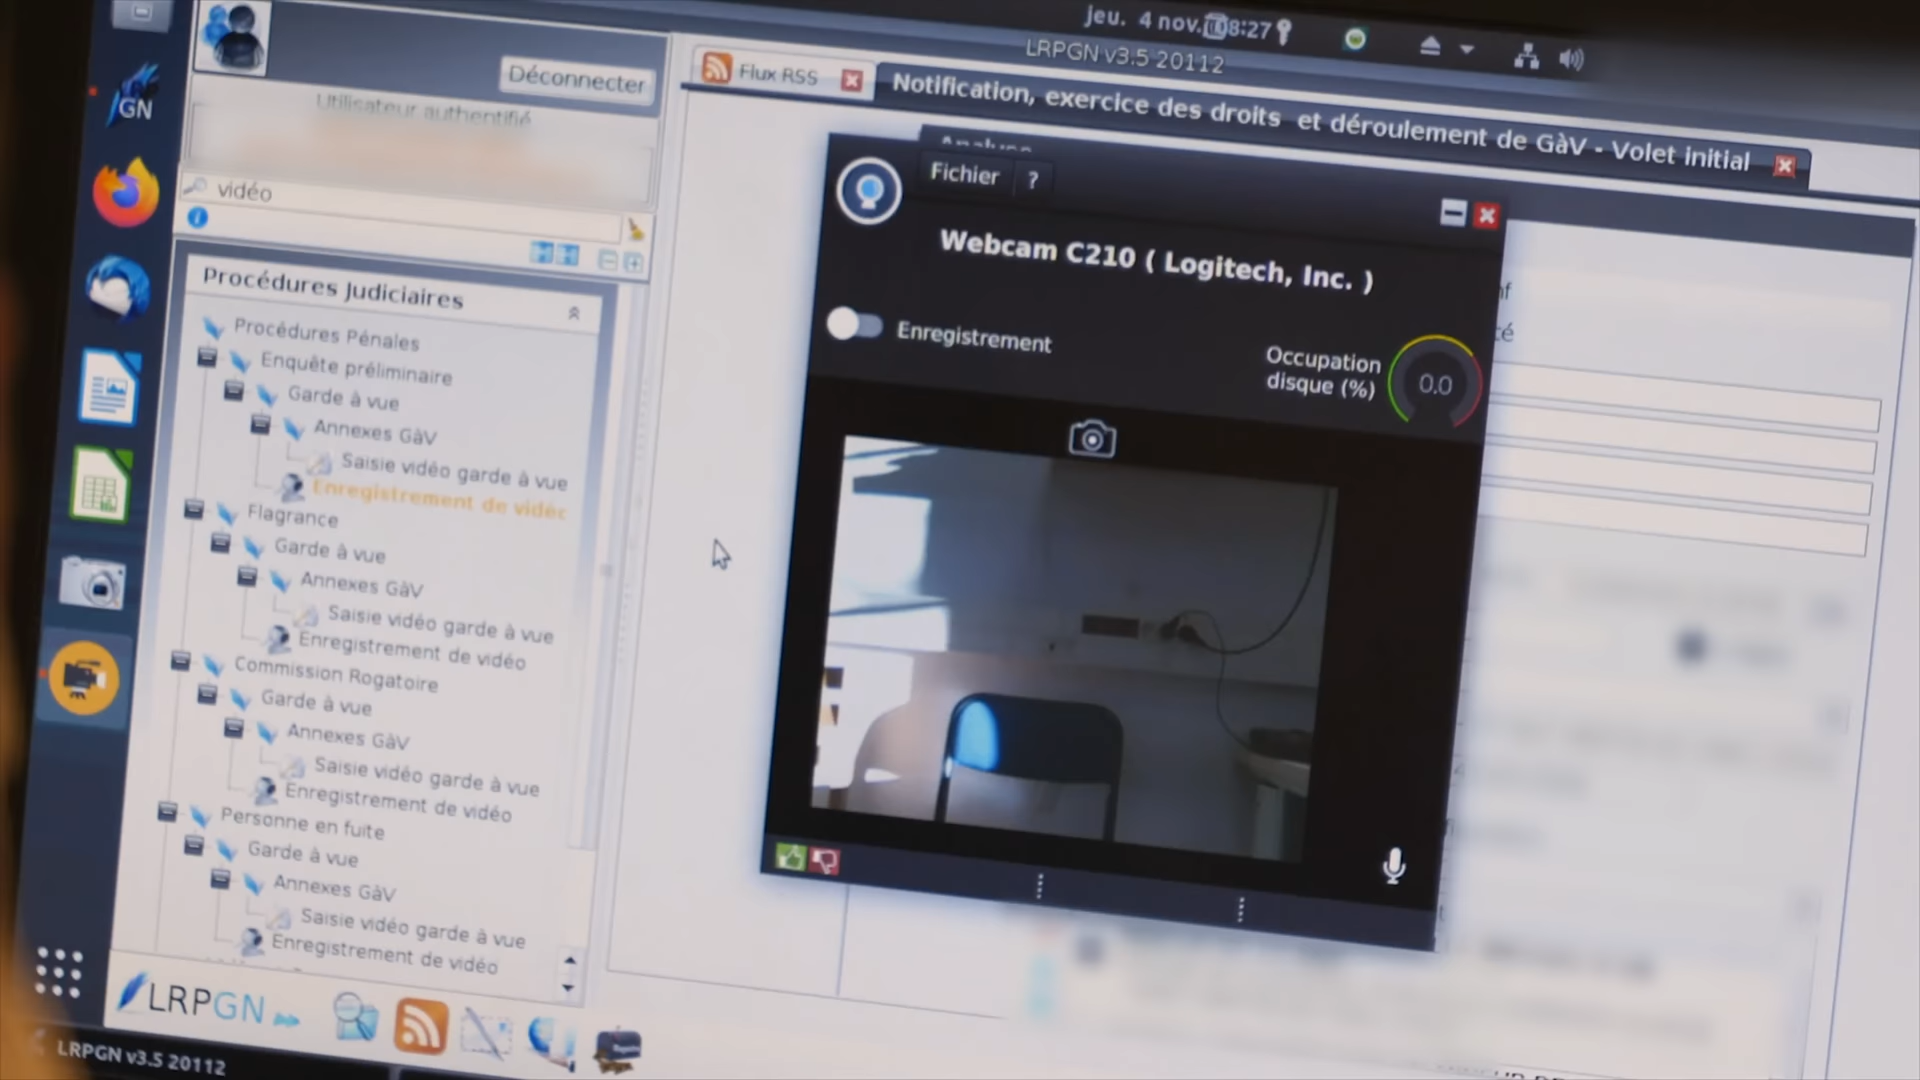 jeu. 4 nov. 08:27
LRPGN v3.5 20112
GN
Déconnecter
Utilisateur authentifié
vidéo
Flux RSS
Notification, exercice des droits et déroulement de GàV - Volet initial
Procédures Judiciaires
Procédures Pénales
Enquête préliminaire
Garde à vue
Annexes GàV
Saisie vidéo garde à vue
Enregistrement de vidéo
Flagrance
Garde à vue
Annexes GàV
Saisie vidéo garde à vue
Enregistrement de vidéo
Commission Rogatoire
Garde à vue
Annexes GàV
Saisie vidéo garde à vue
Enregistrement de vidéo
Personne en fuite
Garde à vue
Annexes GàV
Saisie vidéo garde à vue
Enregistrement de vidéo
LRPGN
LRPGN v3.5 20112
Fichier ?
Webcam C210 ( Logitech, Inc. )
Enregistrement
Occupation
disque (%)
0.0